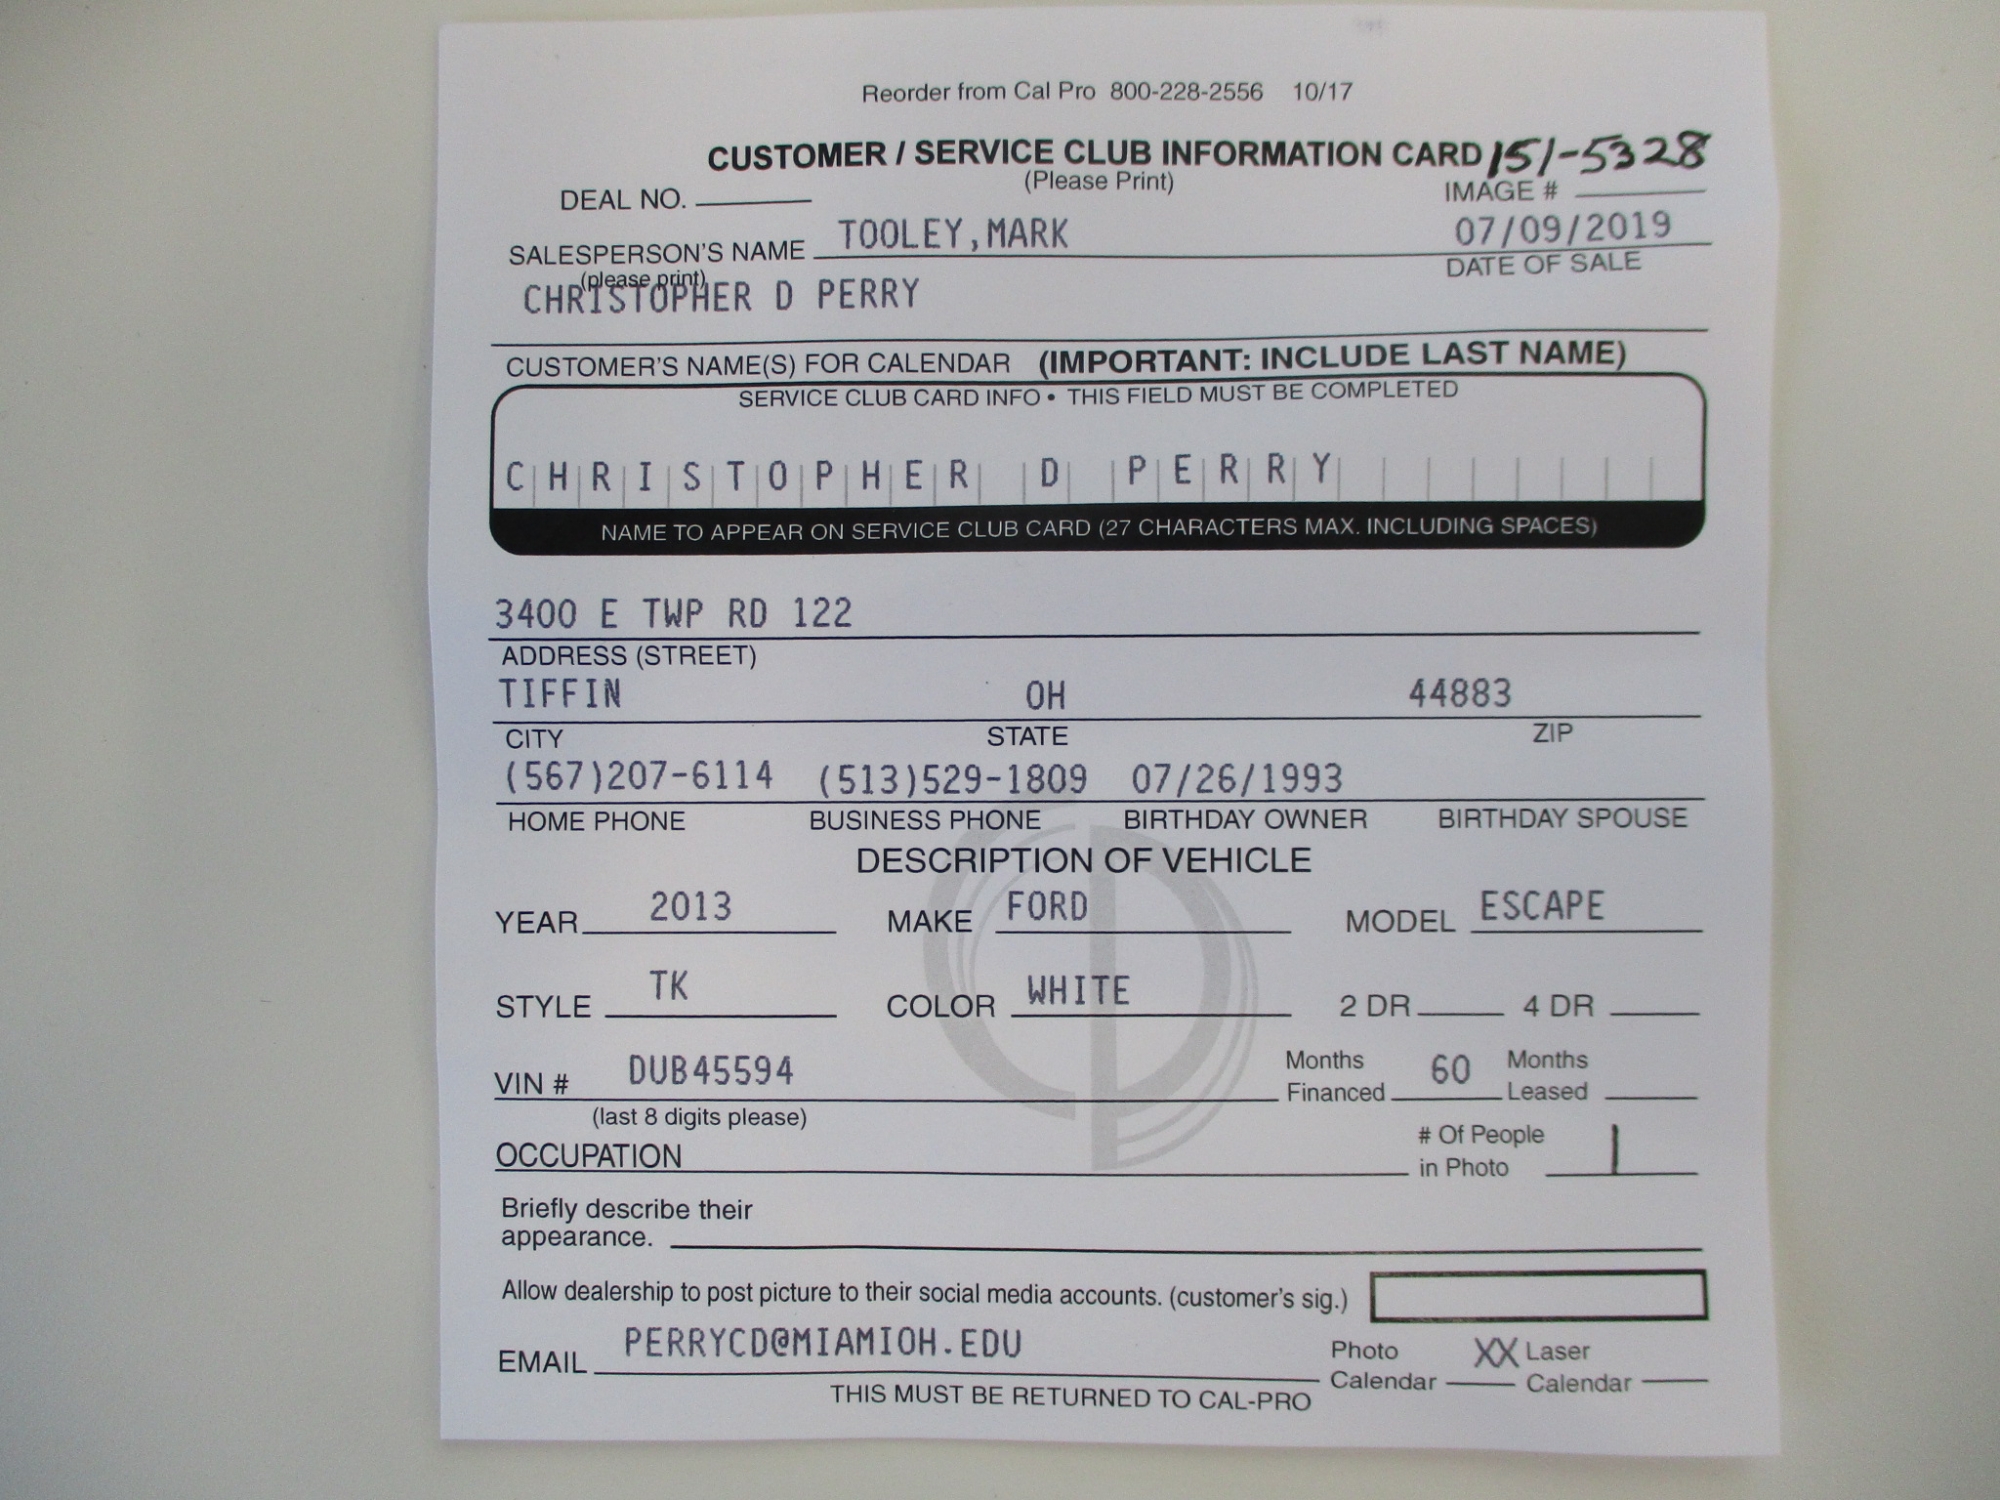 Reorder from Cal Pro 800-228-2556 10/17
CUSTOMER / SERVICE CLUB INFORMATION CARD 151-5328
(Please Print)
DEAL NO. IMAGE #
SALESPERSON'S NAME TOOLEY,MARK 07/09/2019
(please print) DATE OF SALE
CHRISTOPHER D PERRY
CUSTOMER'S NAME(S) FOR CALENDAR (IMPORTANT: INCLUDE LAST NAME)
SERVICE CLUB CARD INFO • THIS FIELD MUST BE COMPLETED
CHRISTOPHER D PERRY
NAME TO APPEAR ON SERVICE CLUB CARD (27 CHARACTERS MAX. INCLUDING SPACES)
3400 E TWP RD 122
ADDRESS (STREET)
TIFFIN OH 44883
CITY STATE ZIP
(567)207-6114 (513)529-1809 07/26/1993
HOME PHONE BUSINESS PHONE BIRTHDAY OWNER BIRTHDAY SPOUSE
DESCRIPTION OF VEHICLE
YEAR 2013 MAKE FORD MODEL ESCAPE
STYLE TK COLOR WHITE 2 DR 4 DR
VIN # DUB45594 Months Financed 60 Months Leased
(last 8 digits please)
OCCUPATION # Of People in Photo 1
Briefly describe their
appearance.
Allow dealership to post picture to their social media accounts. (customer's sig.)
EMAIL PERRYCD@MIAMIOH.EDU Photo Calendar XX Laser Calendar
THIS MUST BE RETURNED TO CAL-PRO